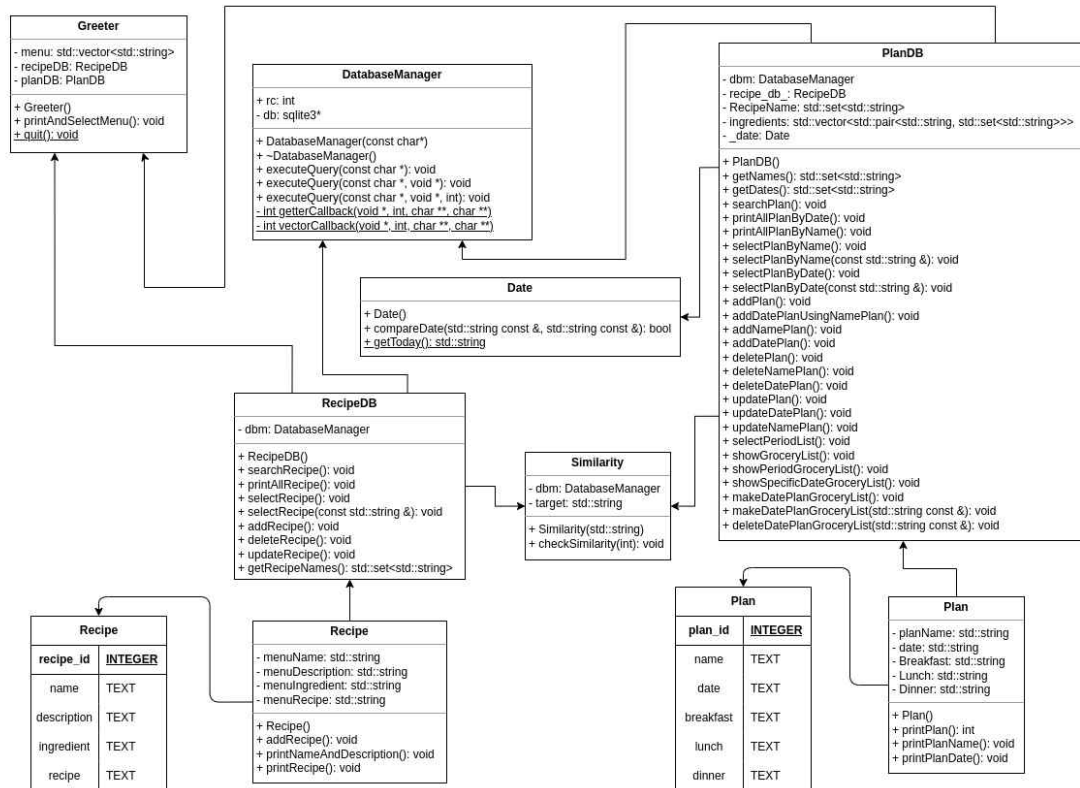 Greeter
- menu: std::vector<std::string>
- recipeDB: RecipeDB
- planDB: PlanDB
+ Greeter()
+ printAndSelectMenu(): void
+ quit(): void
DatabaseManager
+ rc: int
- db: sqlite3*
+ DatabaseManager(const char*)
+ ~DatabaseManager()
+ executeQuery(const char *): void
+ executeQuery(const char *, void *): void
+ executeQuery(const char *, void *, int): void
- int getterCallback(void *, int, char **, char **)
- int vectorCallback(void *, int, char **, char **)
PlanDB
- dbm: DatabaseManager
- recipe_db_: RecipeDB
- RecipeName: std::set<std::string>
- ingredients: std::vector<std::pair<std::string, std::set<std::string>>>
- _date: Date
+ PlanDB()
+ getNames(): std::set<std::string>
+ getDates(): std::set<std::string>
+ searchPlan(): void
+ printAllPlanByDate(): void
+ printAllPlanByName(): void
+ selectPlanByName(): void
+ selectPlanByName(const std::string &): void
+ selectPlanByDate(): void
+ selectPlanByDate(const std::string &): void
+ addPlan(): void
+ addDatePlanUsingNamePlan(): void
+ addNamePlan(): void
+ addDatePlan(): void
+ deletePlan(): void
+ deleteNamePlan(): void
+ deleteDatePlan(): void
+ updatePlan(): void
+ updateDatePlan(): void
+ updateNamePlan(): void
+ selectPeriodList(): void
+ showGroceryList(): void
+ showPeriodGroceryList(): void
+ showSpecificDateGroceryList(): void
+ makeDatePlanGroceryList(): void
+ makeDatePlanGroceryList(std::string const &): void
+ deleteDatePlanGroceryList(std::string const &): void
Date
+ Date()
+ compareDate(std::string const &, std::string const &): bool
+ getToday(): std::string
RecipeDB
- dbm: DatabaseManager
+ RecipeDB()
+ searchRecipe(): void
+ printAllRecipe(): void
+ selectRecipe(): void
+ selectRecipe(const std::string &): void
+ addRecipe(): void
+ deleteRecipe(): void
+ updateRecipe(): void
+ getRecipeNames(): std::set<std::string>
Similarity
- dbm: DatabaseManager
- target: std::string
+ Similarity(std::string)
+ checkSimilarity(int): void
Recipe
recipe_id INTEGER
name TEXT
description TEXT
ingredient TEXT
recipe TEXT
Recipe
- menuName: std::string
- menuDescription: std::string
- menuIngredient: std::string
- menuRecipe: std::string
+ Recipe()
+ addRecipe(): void
+ printNameAndDescription(): void
+ printRecipe(): void
Plan
plan_id INTEGER
name TEXT
date TEXT
breakfast TEXT
lunch TEXT
dinner TEXT
Plan
- planName: std::string
- date: std::string
- Breakfast: std::string
- Lunch: std::string
- Dinner: std::string
+ Plan()
+ printPlan(): int
+ printPlanName(): void
+ printPlanDate(): void